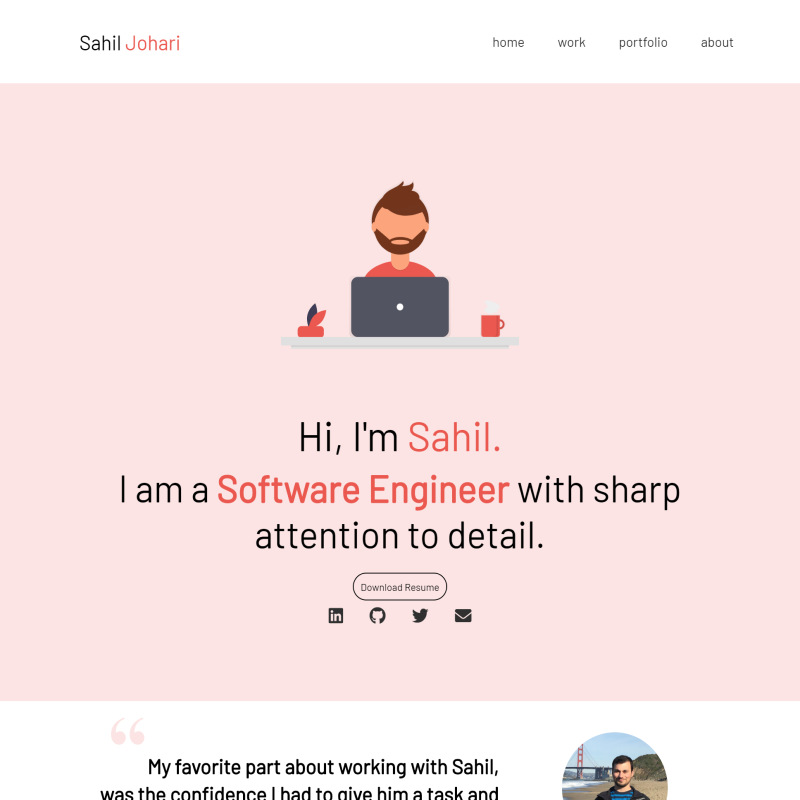 Sahil Johari
home work portfolio about
Hi, I'm Sahil.
I am a Software Engineer with sharp
attention to detail.
Download Resume
“
My favorite part about working with Sahil,
was the confidence I had to give him a task and